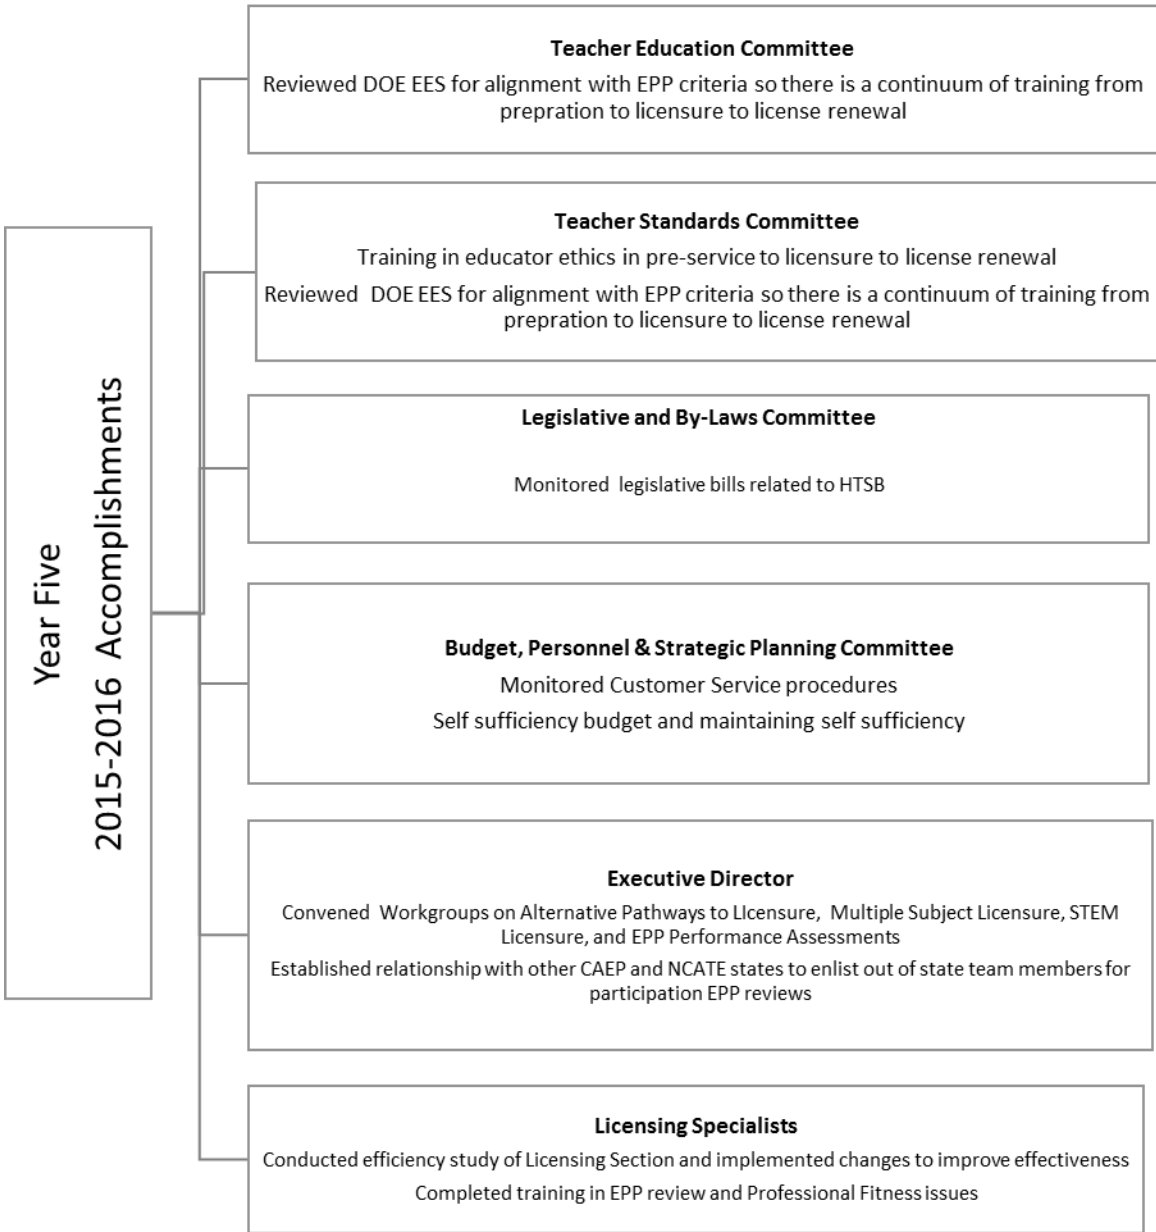 Year Five
2015-2016 Accomplishments
Teacher Education Committee
Reviewed DOE EES for alignment with EPP criteria so there is a continuum of training from
prepration to licensure to license renewal
Teacher Standards Committee
Training in educator ethics in pre-service to licensure to license renewal
Reviewed DOE EES for alignment with EPP criteria so there is a continuum of training from
prepration to licensure to license renewal
Legislative and By-Laws Committee
Monitored legislative bills related to HTSB
Budget, Personnel & Strategic Planning Committee
Monitored Customer Service procedures
Self sufficiency budget and maintaining self sufficiency
Executive Director
Convened Workgroups on Alternative Pathways to LIcensure, Multiple Subject Licensure, STEM
Licensure, and EPP Performance Assessments
Established relationship with other CAEP and NCATE states to enlist out of state team members for
participation EPP reviews
Licensing Specialists
Conducted efficiency study of Licensing Section and implemented changes to improve effectiveness
Completed training in EPP review and Professional Fitness issues